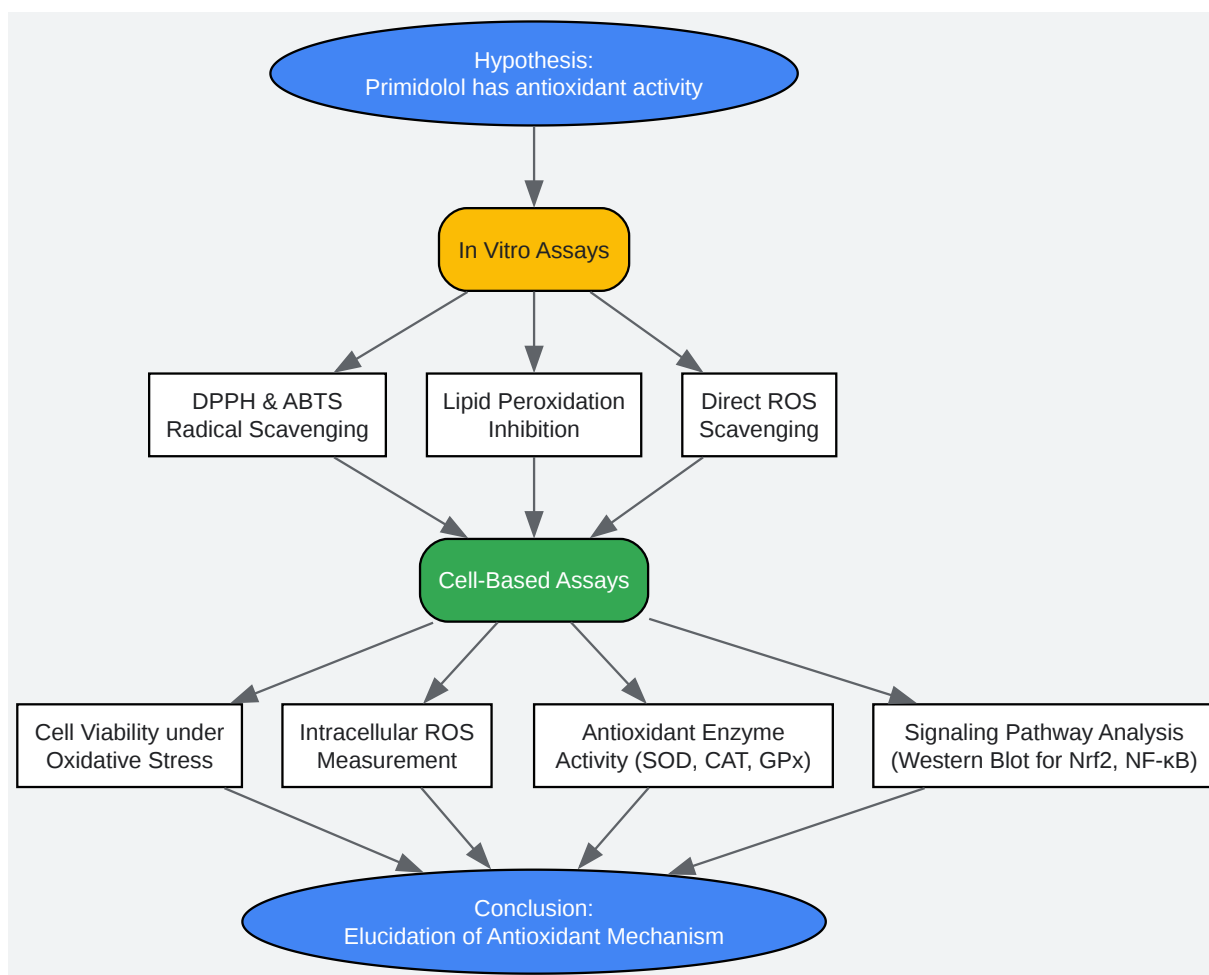 Hypothesis:
Primidolol has antioxidant activity
In Vitro Assays
DPPH & ABTS
Radical Scavenging
Lipid Peroxidation
Inhibition
Direct ROS
Scavenging
Cell-Based Assays
Cell Viability under
Oxidative Stress
Intracellular ROS
Measurement
Antioxidant Enzyme
Activity (SOD, CAT, GPx)
Signaling Pathway Analysis
(Western Blot for Nrf2, NF-κB)
Conclusion:
Elucidation of Antioxidant Mechanism